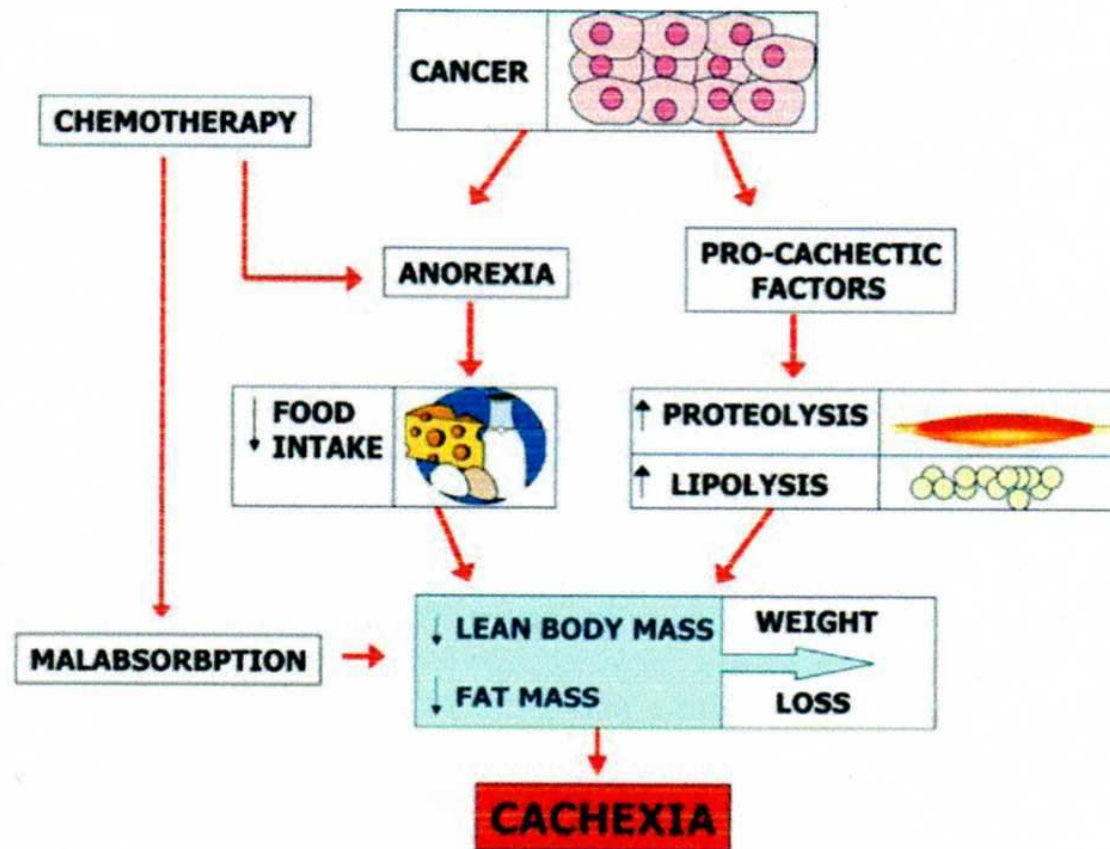 CANCER
CHEMOTHERAPY
ANOREXIA
PRO-CACHECTIC
FACTORS
↓ FOOD
INTAKE
↑ PROTEOLYSIS
↑ LIPOLYSIS
MALABSORBPTION
↓ LEAN BODY MASS
↓ FAT MASS
WEIGHT
LOSS
CACHEXIA